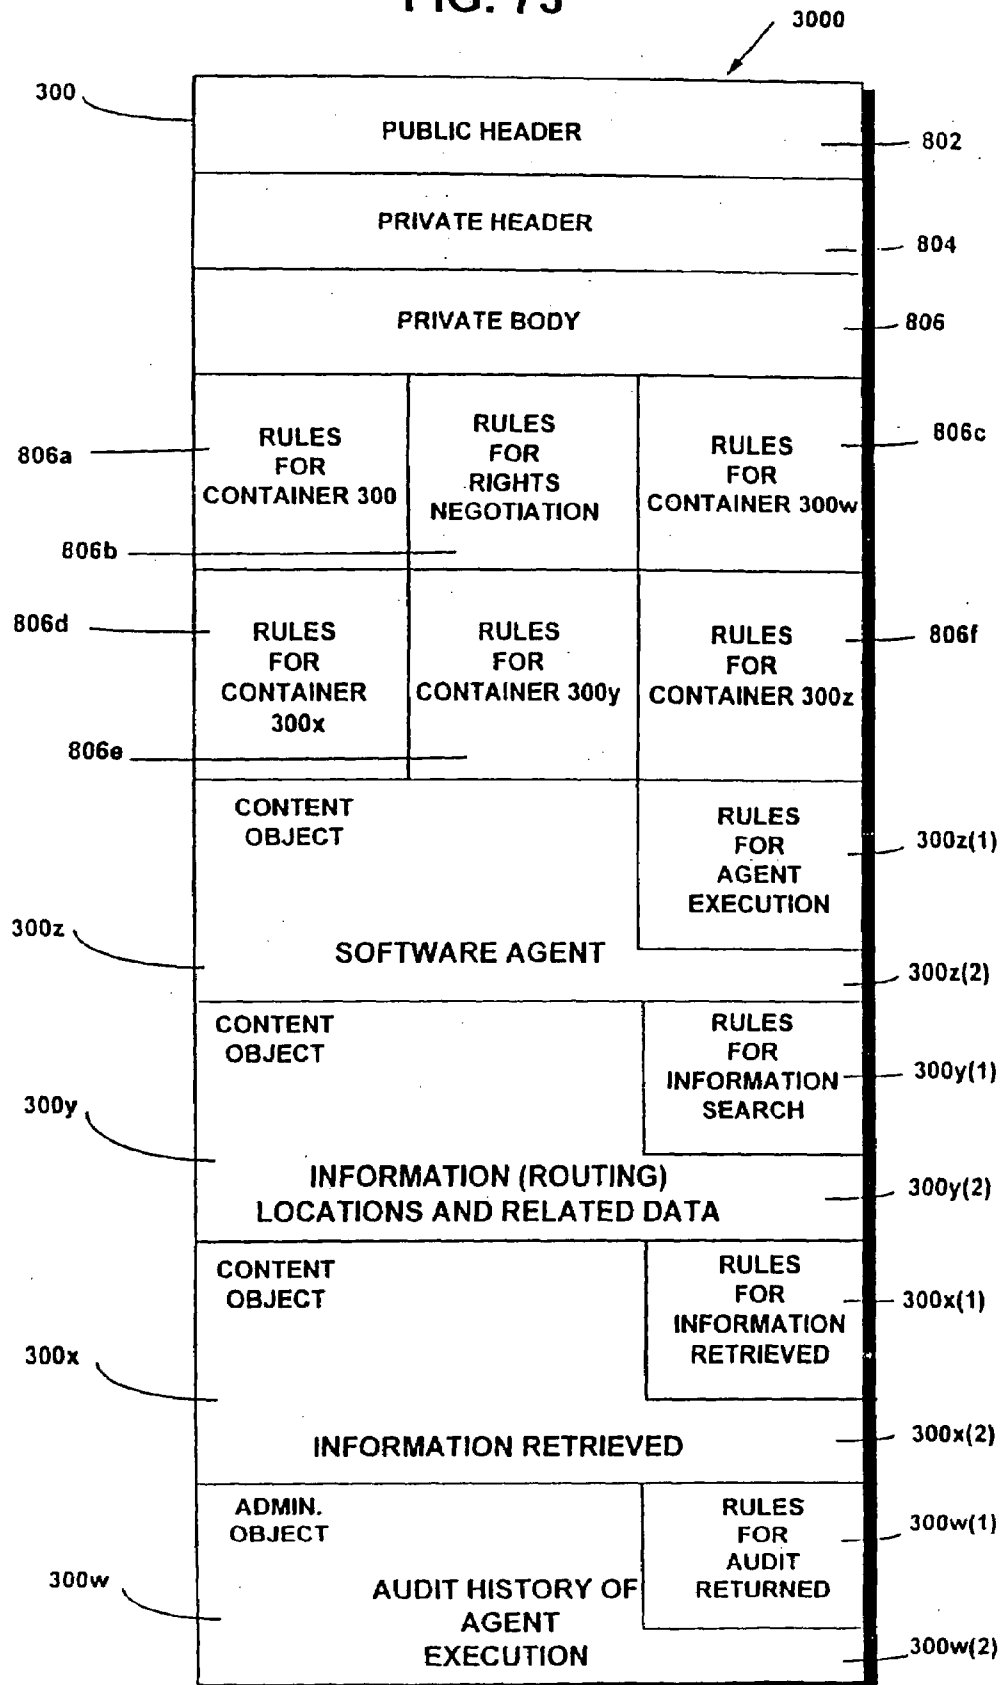 FIG. 73
3000
300
PUBLIC HEADER
802
PRIVATE HEADER
804
PRIVATE BODY
806
806a
RULES
FOR
CONTAINER 300
RULES
FOR
RIGHTS
NEGOTIATION
806b
RULES
FOR
CONTAINER 300w
806c
806d
RULES
FOR
CONTAINER
300x
RULES
FOR
CONTAINER 300y
806e
RULES
FOR
CONTAINER 300z
806f
CONTENT
OBJECT
RULES
FOR
AGENT
EXECUTION
300z(1)
300z
SOFTWARE AGENT
300z(2)
CONTENT
OBJECT
RULES
FOR
INFORMATION
SEARCH
300y(1)
300y
INFORMATION (ROUTING)
LOCATIONS AND RELATED DATA
300y(2)
CONTENT
OBJECT
RULES
FOR
INFORMATION
RETRIEVED
300x(1)
300x
INFORMATION RETRIEVED
300x(2)
ADMIN.
OBJECT
RULES
FOR
AUDIT
RETURNED
300w(1)
300w
AUDIT HISTORY OF
AGENT
EXECUTION
300w(2)